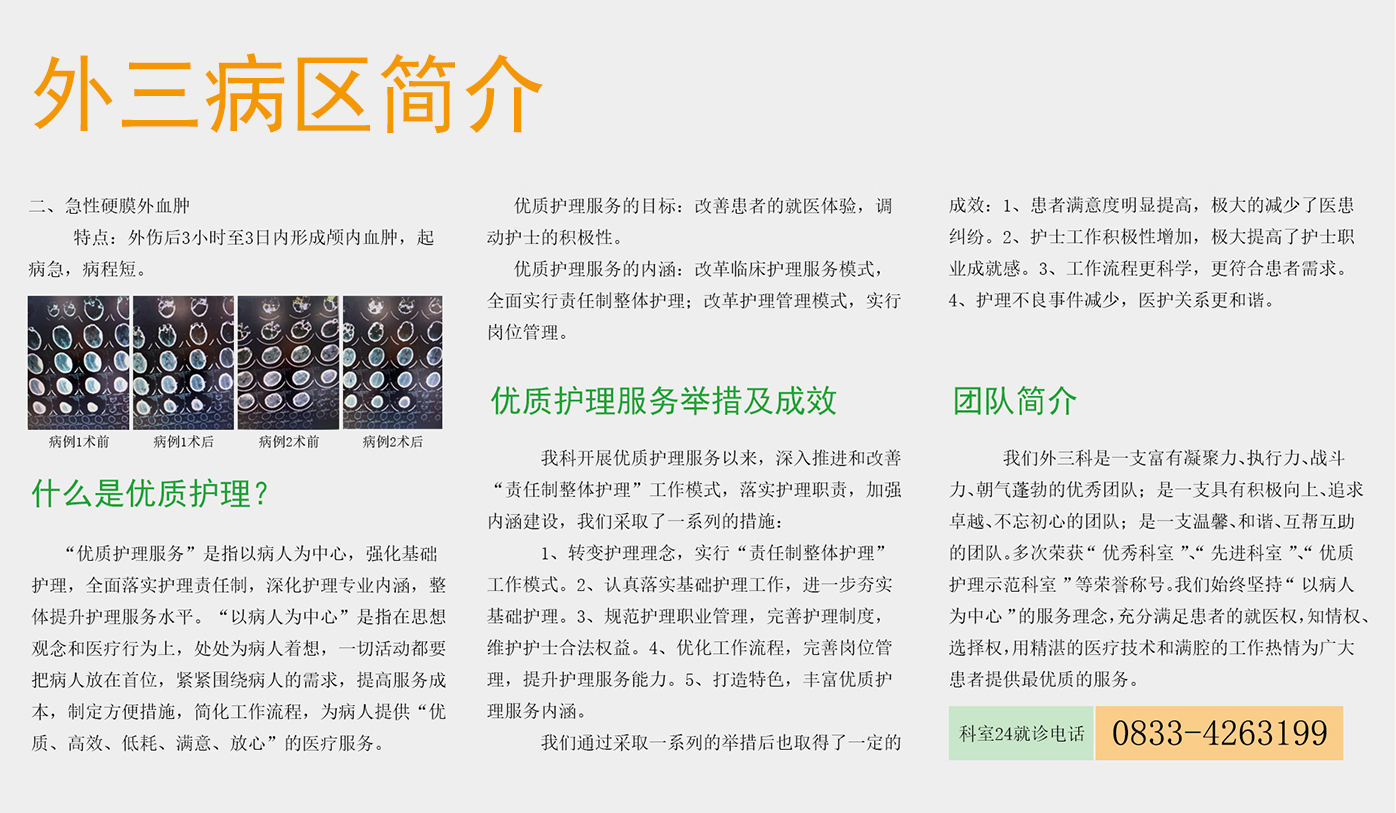 外三病区简介
二、急性硬膜外血肿
特点：外伤后3小时至3日内形成颅内血肿，起
病急，病程短。
病例1术前
病例1术后
病例2术前
病例2术后
什么是优质护理？
“优质护理服务”是指以病人为中心，强化基础
护理，全面落实护理责任制，深化护理专业内涵，整
体提升护理服务水平。“以病人为中心”是指在思想
观念和医疗行为上，处处为病人着想，一切活动都要
把病人放在首位，紧紧围绕病人的需求，提高服务成
本，制定方便措施，简化工作流程，为病人提供“优
质、高效、低耗、满意、放心”的医疗服务。
优质护理服务的目标：改善患者的就医体验，调
动护士的积极性。
优质护理服务的内涵：改革临床护理服务模式，
全面实行责任制整体护理；改革护理管理模式，实行
岗位管理。
优质护理服务举措及成效
我科开展优质护理服务以来，深入推进和改善
“责任制整体护理”工作模式，落实护理职责，加强
内涵建设，我们采取了一系列的措施：
1、转变护理理念，实行“责任制整体护理”
工作模式。2、认真落实基础护理工作，进一步夯实
基础护理。3、规范护理职业管理，完善护理制度，
维护护士合法权益。4、优化工作流程，完善岗位管
理，提升护理服务能力。5、打造特色，丰富优质护
理服务内涵。
我们通过采取一系列的举措后也取得了一定的
成效：1、患者满意度明显提高，极大的减少了医患
纠纷。2、护士工作积极性增加，极大提高了护士职
业成就感。3、工作流程更科学，更符合患者需求。
4、护理不良事件减少，医护关系更和谐。
团队简介
我们外三科是一支富有凝聚力、执行力、战斗
力、朝气蓬勃的优秀团队；是一支具有积极向上、追求
卓越、不忘初心的团队；是一支温馨、和谐、互帮互助
的团队。多次荣获“优秀科室”、“先进科室”、“优质
护理示范科室”等荣誉称号。我们始终坚持“以病人
为中心”的服务理念，充分满足患者的就医权，知情权、
选择权，用精湛的医疗技术和满腔的工作热情为广大
患者提供最优质的服务。
科室24就诊电话
0833-4263199